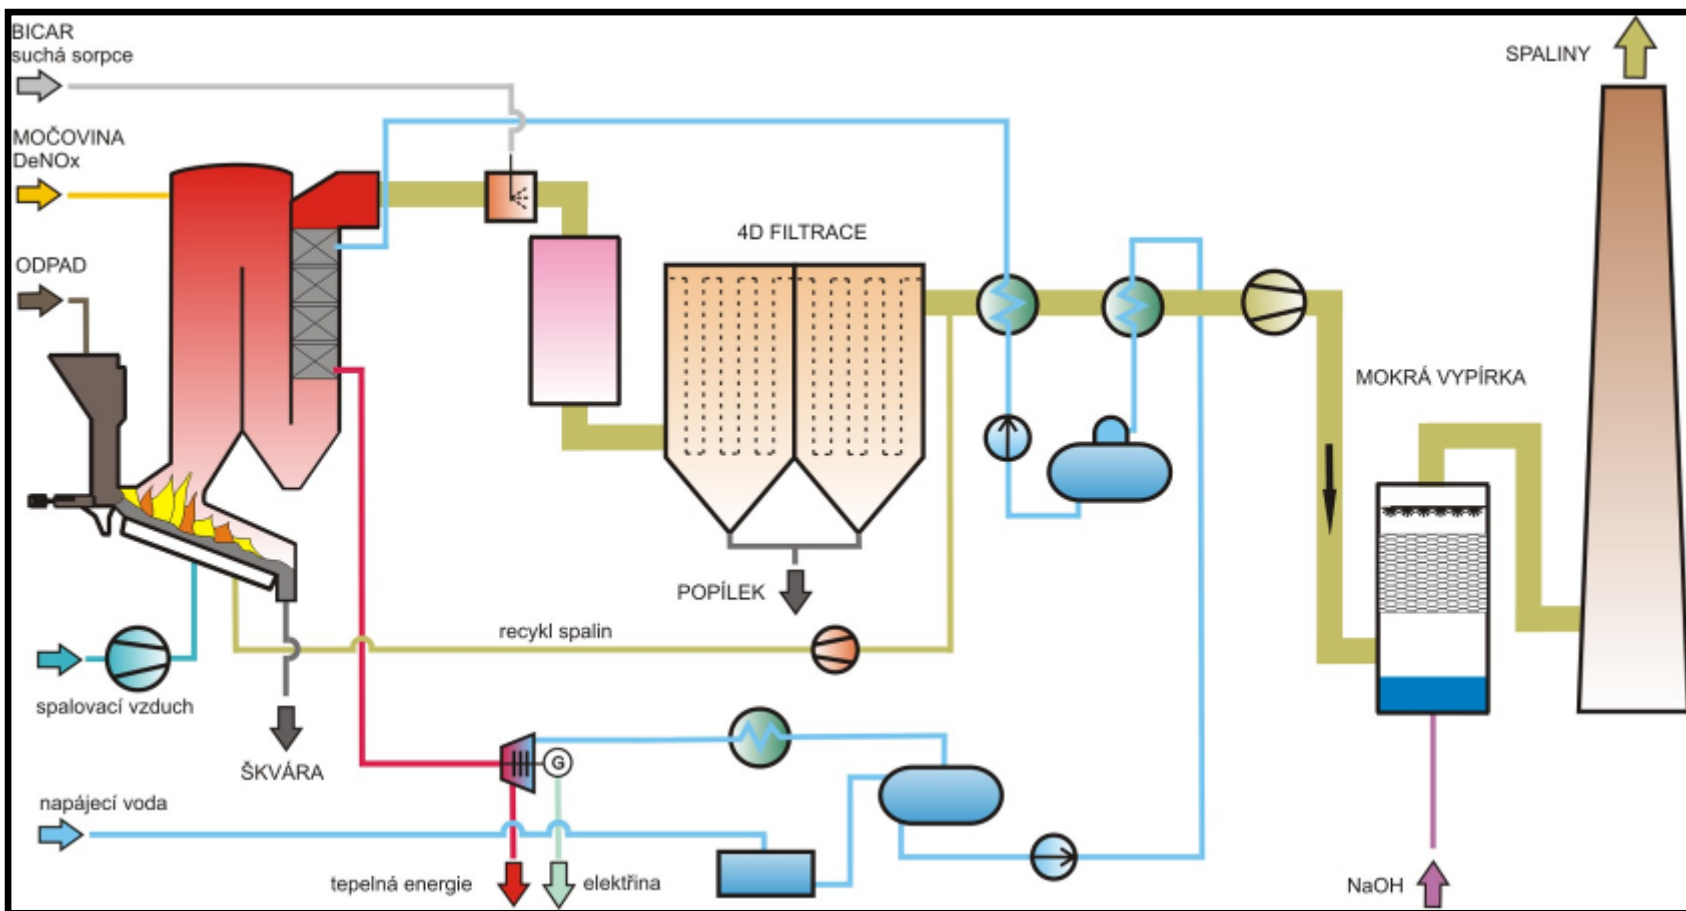 BICAR
suchá sorpce
SPALINY
MOČOVINA
DeNOx
4D FILTRACE
ODPAD
MOKRÁ VYPÍRKA
POPÍLEK
recykl spalin
spalovací vzduch
ŠKVÁRA
G
napájecí voda
tepelná energie
elektřina
NaOH